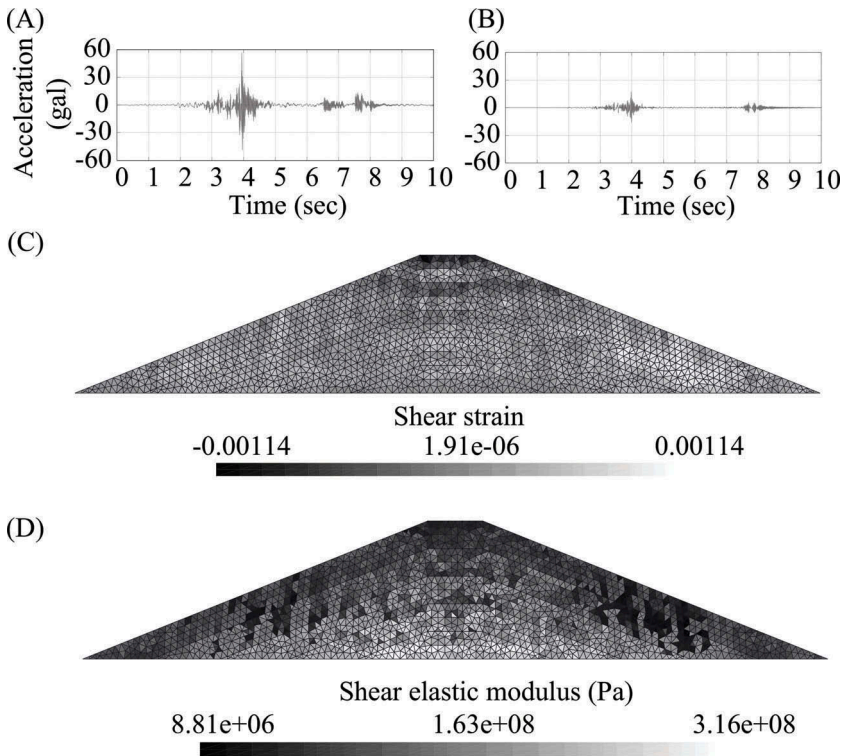 (A)
(B)
Acceleration
(gal)
60
30
0
-30
-60
0 1 2 3 4 5 6 7 8 9 10
Time (sec)
60
30
0
-30
-60
0 1 2 3 4 5 6 7 8 9 10
Time (sec)
(C)
Shear strain
-0.00114 1.91e-06 0.00114
(D)
Shear elastic modulus (Pa)
8.81e+06 1.63e+08 3.16e+08